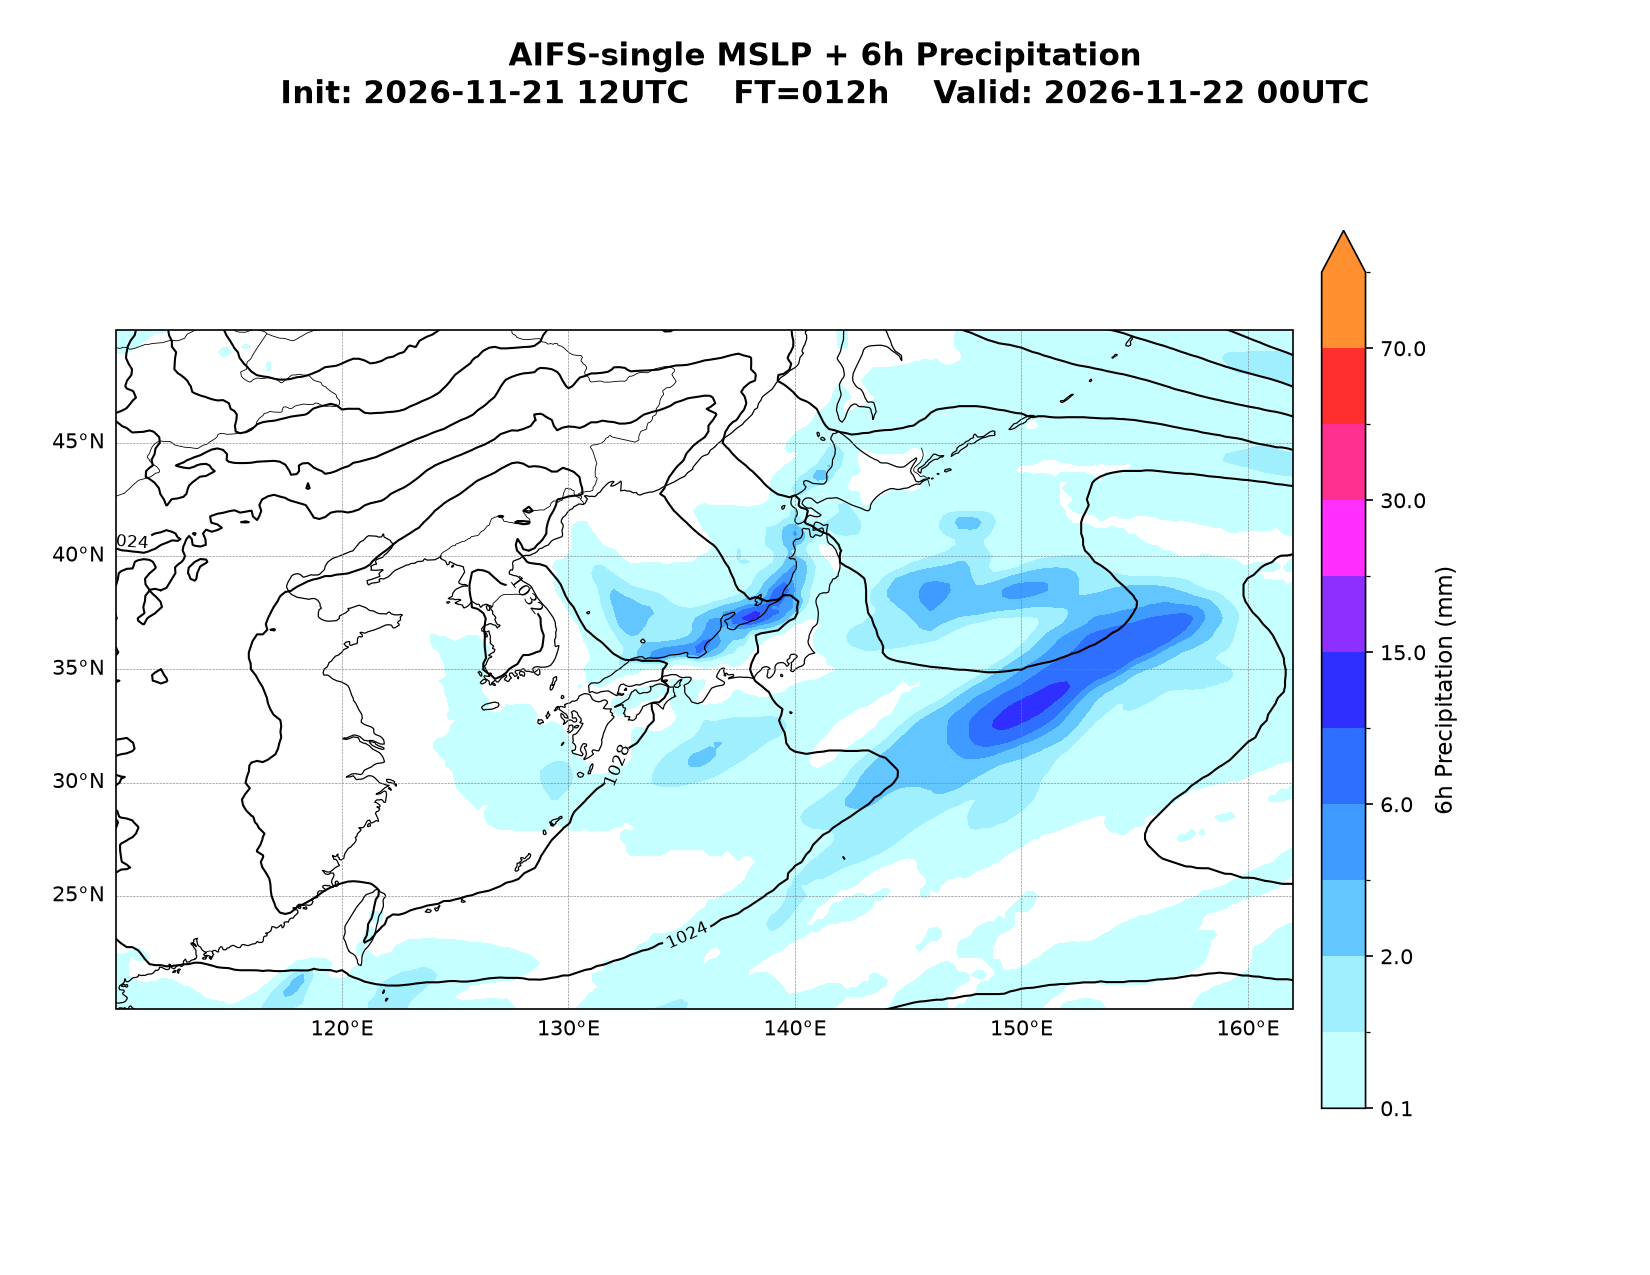 AIFS-single MSLP + 6h Precipitation
Init: 2026-11-21 12UTC    FT=012h    Valid: 2026-11-22 00UTC
70.0
30.0
15.0
6.0
2.0
0.1
6h Precipitation (mm)
45°N
40°N
35°N
30°N
25°N
024
1032
1028
1024
120°E
130°E
140°E
150°E
160°E